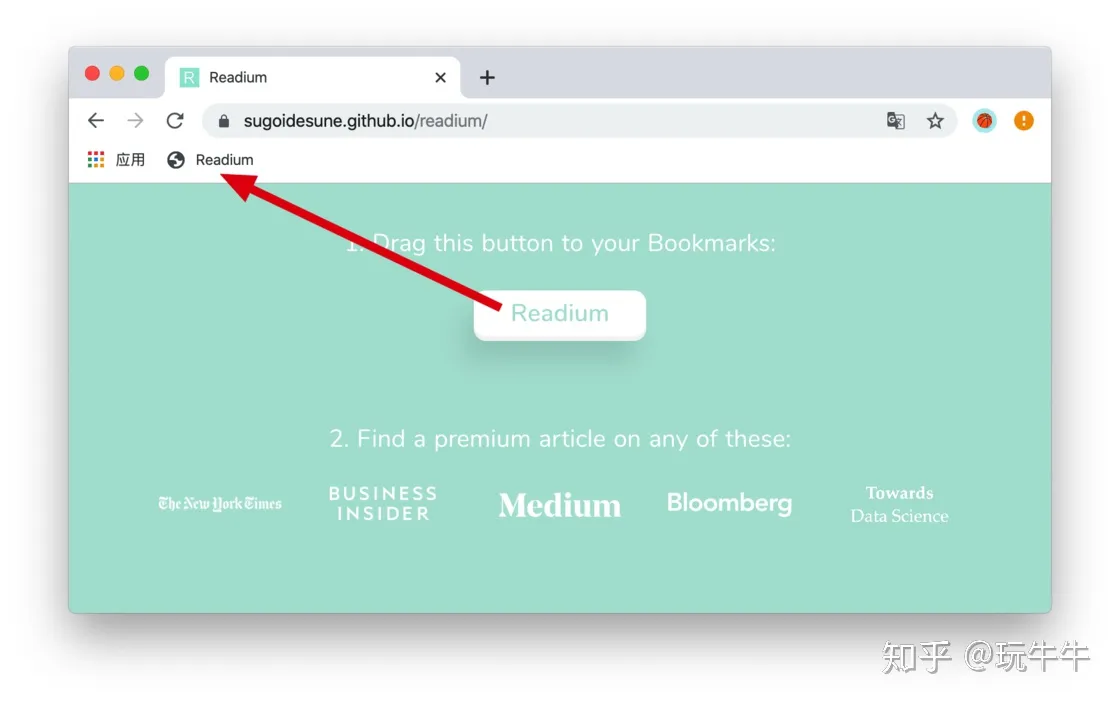 Readium
sugoidesune.github.io/readium/
应用 Readium
1. Drag this button to your Bookmarks:
Readium
2. Find a premium article on any of these:
The New York Times
BUSINESS
INSIDER
Medium
Bloomberg
Towards
Data Science
知乎 @玩牛牛